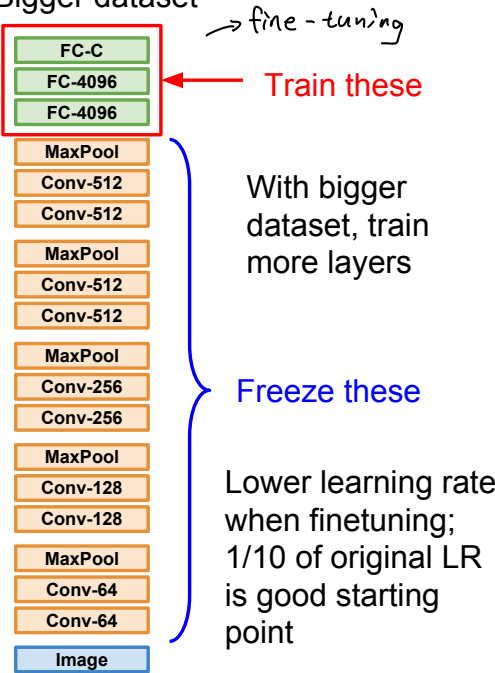 Bigger dataset
→ fine-tuning
FC-C
FC-4096
FC-4096
Train these
MaxPool
Conv-512
Conv-512
With bigger
dataset, train
more layers
MaxPool
Conv-512
Conv-512
MaxPool
Conv-256
Conv-256
Freeze these
MaxPool
Conv-128
Conv-128
Lower learning rate
when finetuning;
1/10 of original LR
is good starting
point
MaxPool
Conv-64
Conv-64
Image